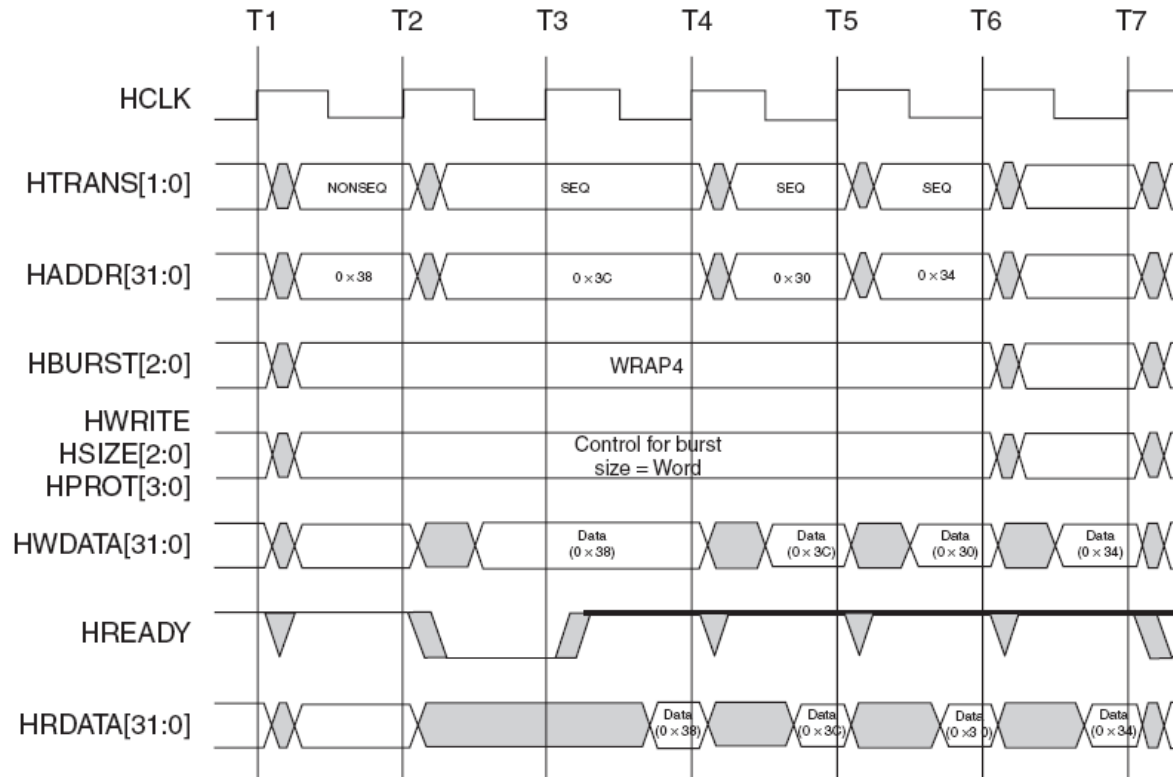 T1 T2 T3 T4 T5 T6 T7
HCLK
HTRANS[1:0] NONSEQ SEQ SEQ SEQ
HADDR[31:0] 0×38 0×3C 0×30 0×34
HBURST[2:0] WRAP4
HWRITE
HSIZE[2:0]
HPROT[3:0]
Control for burst
size = Word
HWDATA[31:0]
Data
(0×38)
Data
(0×3C)
Data
(0×30)
Data
(0×34)
HREADY
HRDATA[31:0]
Data
(0×38)
Data
(0×3C)
Data
(0×30)
Data
(0×34)